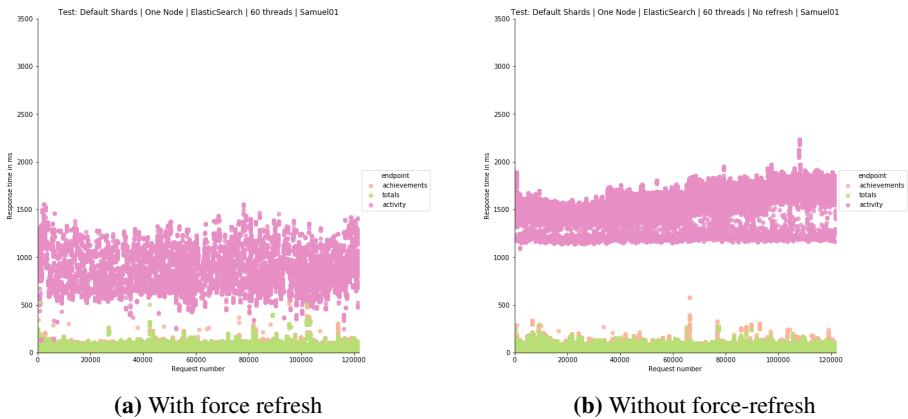 Test: Default Shards | One Node | ElasticSearch | 60 threads | Samuel01
3500
3000
2500
2000
1500
1000
500
0
Response time in ms
0
20000
40000
60000
80000
100000
120000
Request number
endpoint
achievements
totals
activity
(a) With force refresh
Test: Default Shards | One Node | ElasticSearch | 60 threads | No refresh | Samuel01
3500
3000
2500
2000
1500
1000
500
0
Response time in ms
0
20000
40000
60000
80000
100000
120000
Request number
endpoint
achievements
totals
activity
(b) Without force-refresh